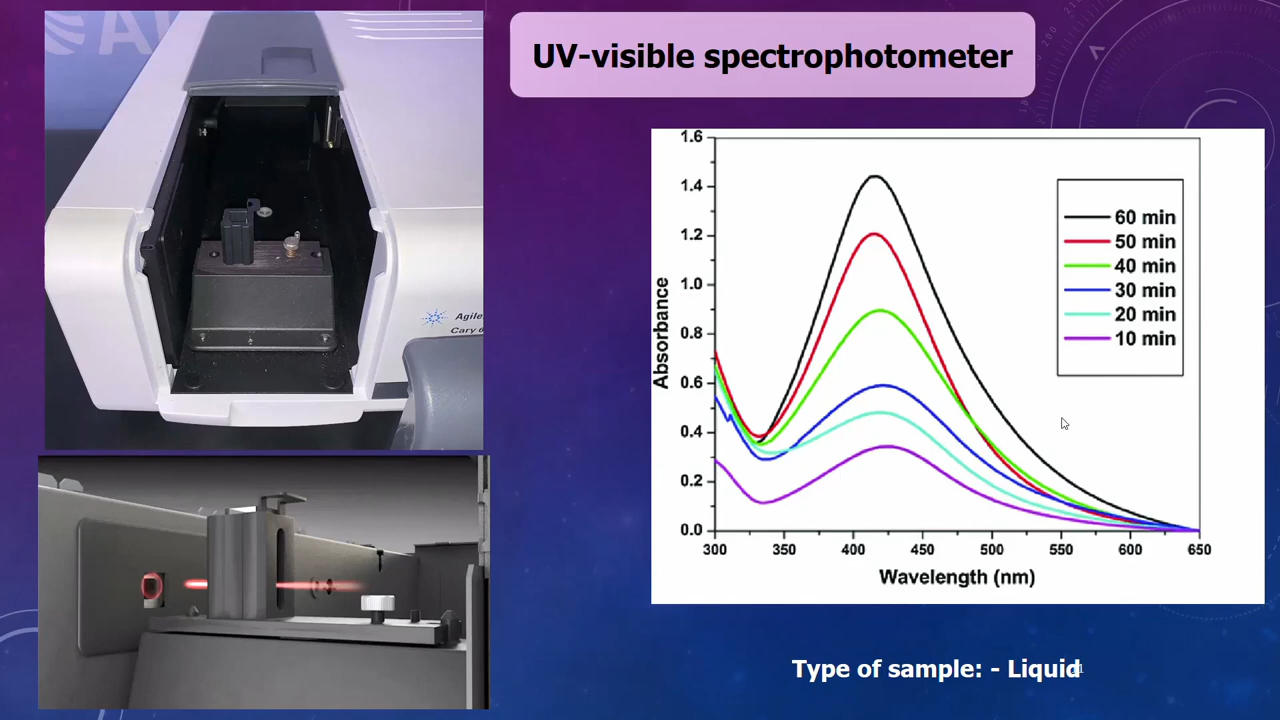 UV-visible spectrophotometer
1.6
1.4
1.2
1.0
0.8
0.6
0.4
0.2
0.0
Absorbance
60 min
50 min
40 min
30 min
20 min
10 min
300 350 400 450 500 550 600 650
Wavelength (nm)
Cary
Type of sample: - Liquid